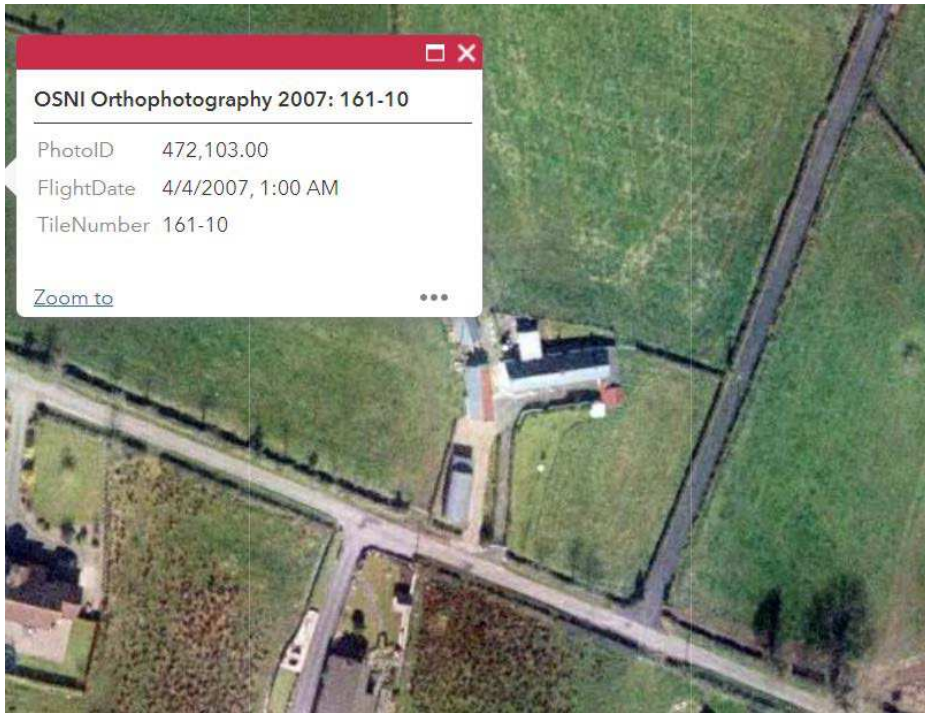 OSNI Orthophotography 2007: 161-10
PhotoID 472,103.00
FlightDate 4/4/2007, 1:00 AM
TileNumber 161-10
Zoom to